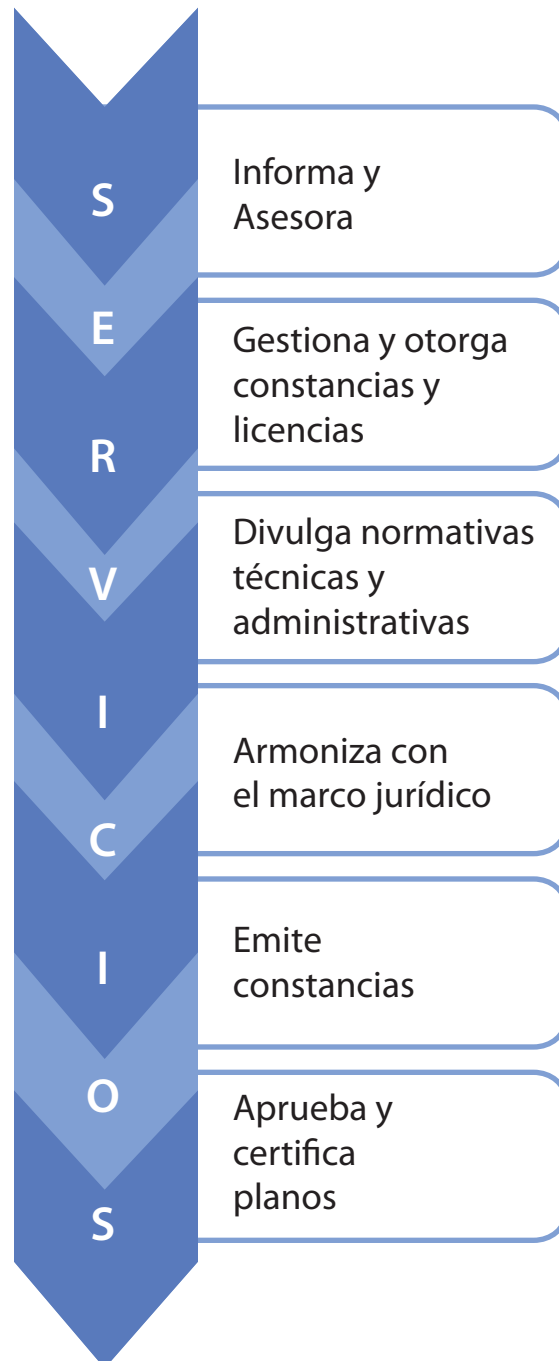 S
E
R
V
I
C
I
O
S
Informa y
Asesora
Gestiona y otorga
constancias y
licencias
Divulga normativas
técnicas y
administrativas
Armoniza con
el marco jurídico
Emite
constancias
Aprueba y
certifica
planos